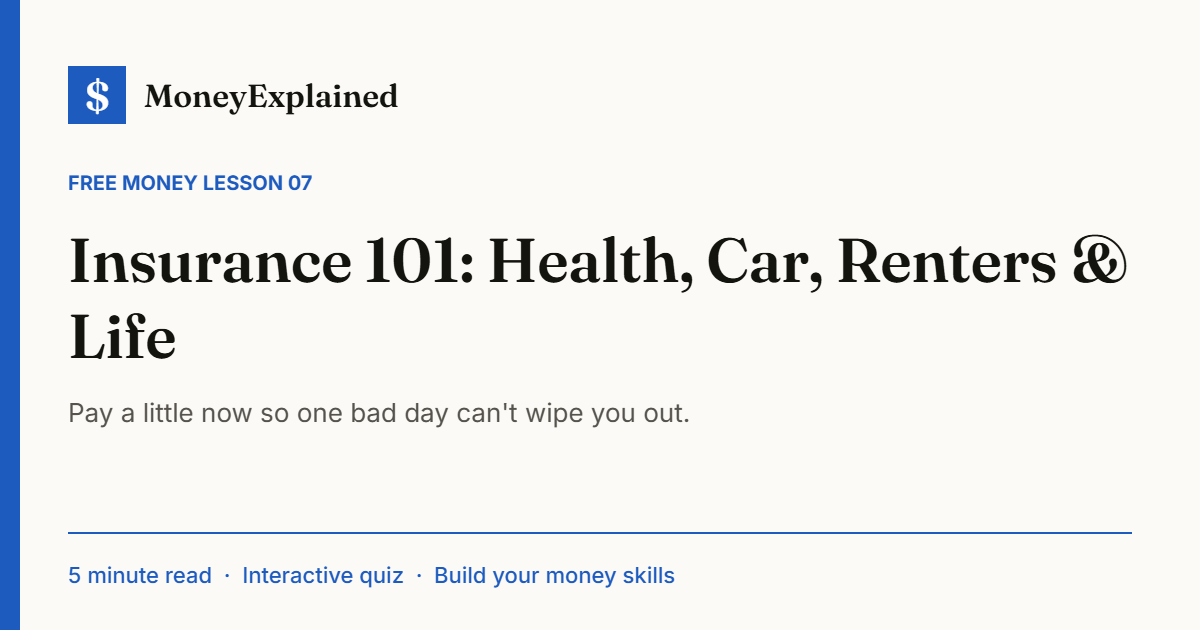 $
MoneyExplained
FREE MONEY LESSON 07
Insurance 101: Health, Car, Renters &
Life
Pay a little now so one bad day can't wipe you out.
5 minute read · Interactive quiz · Build your money skills